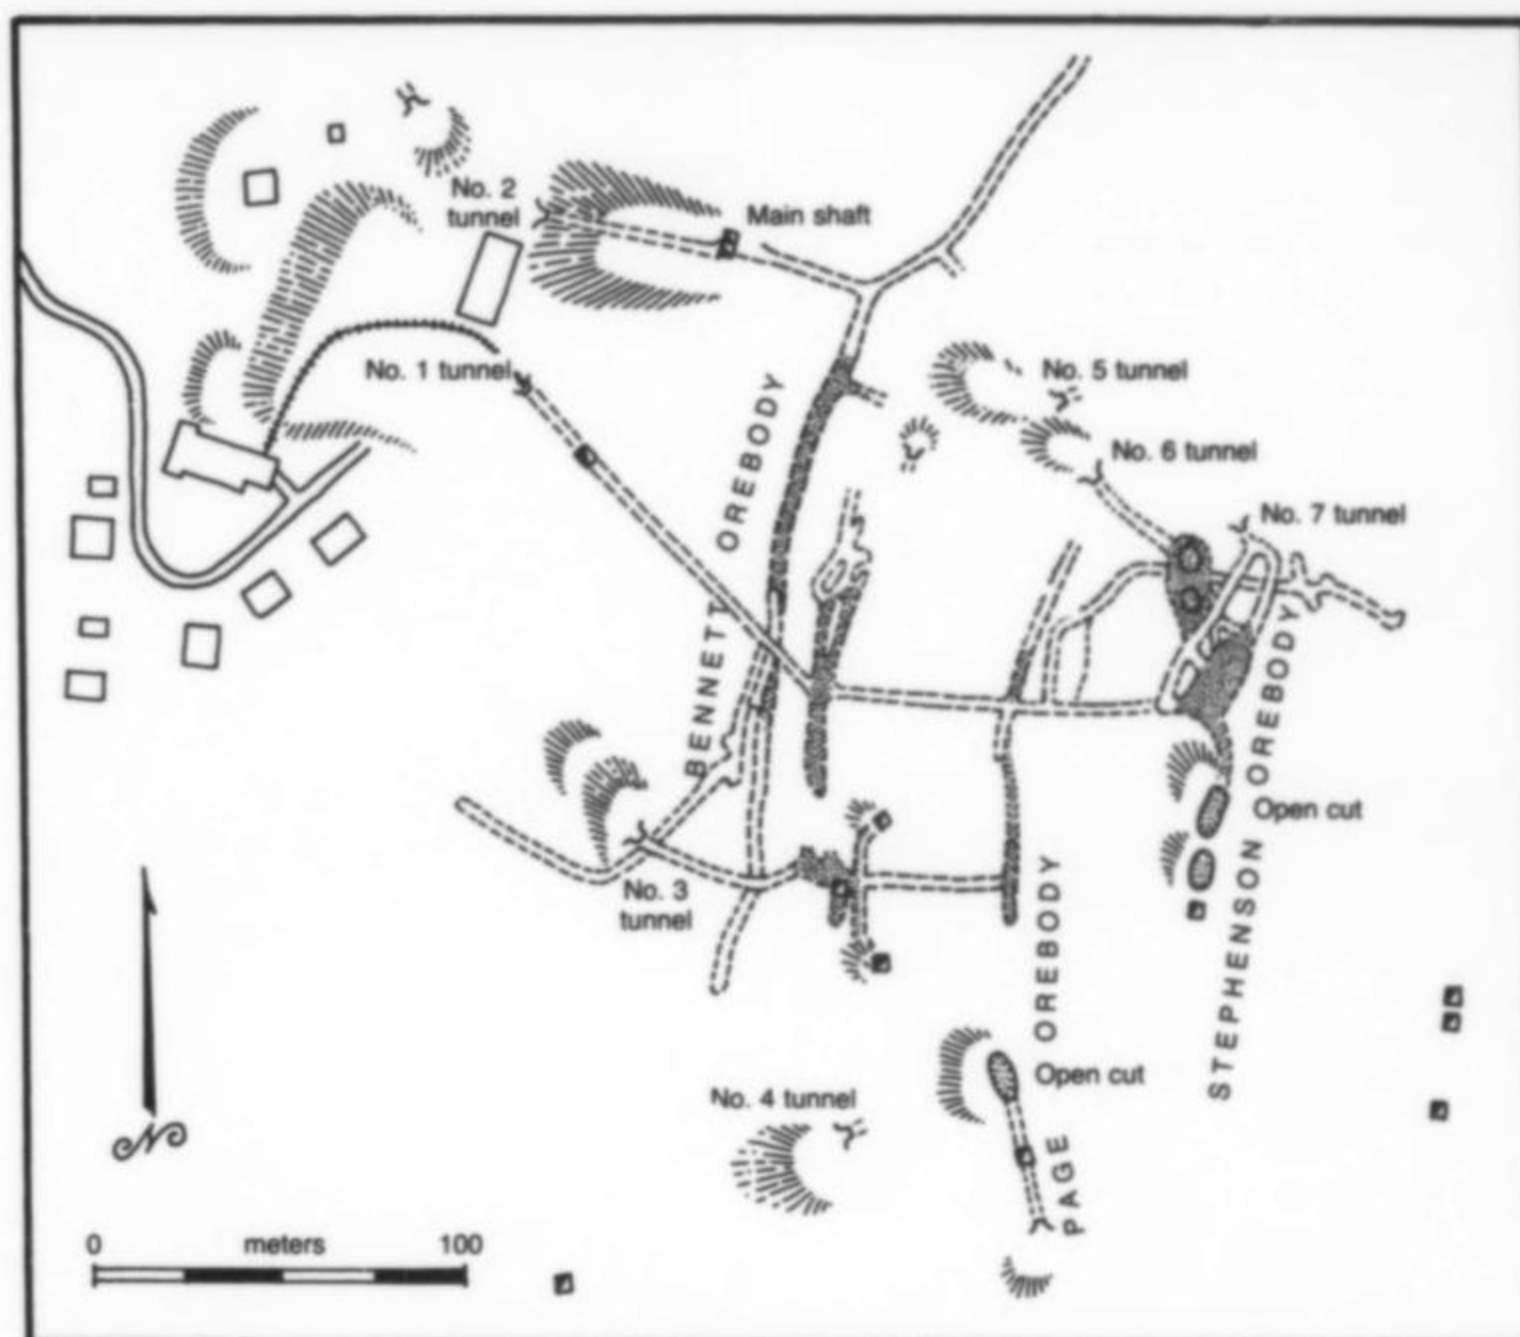 No. 2
tunnel
Main shaft
No. 1 tunnel
No. 5 tunnel
No. 6 tunnel
No. 7 tunnel
BENNETT OREBODY
STEPHENSON OREBODY
Open cut
No. 3
tunnel
PAGE OREBODY
Open cut
No. 4 tunnel
N
0 meters 100